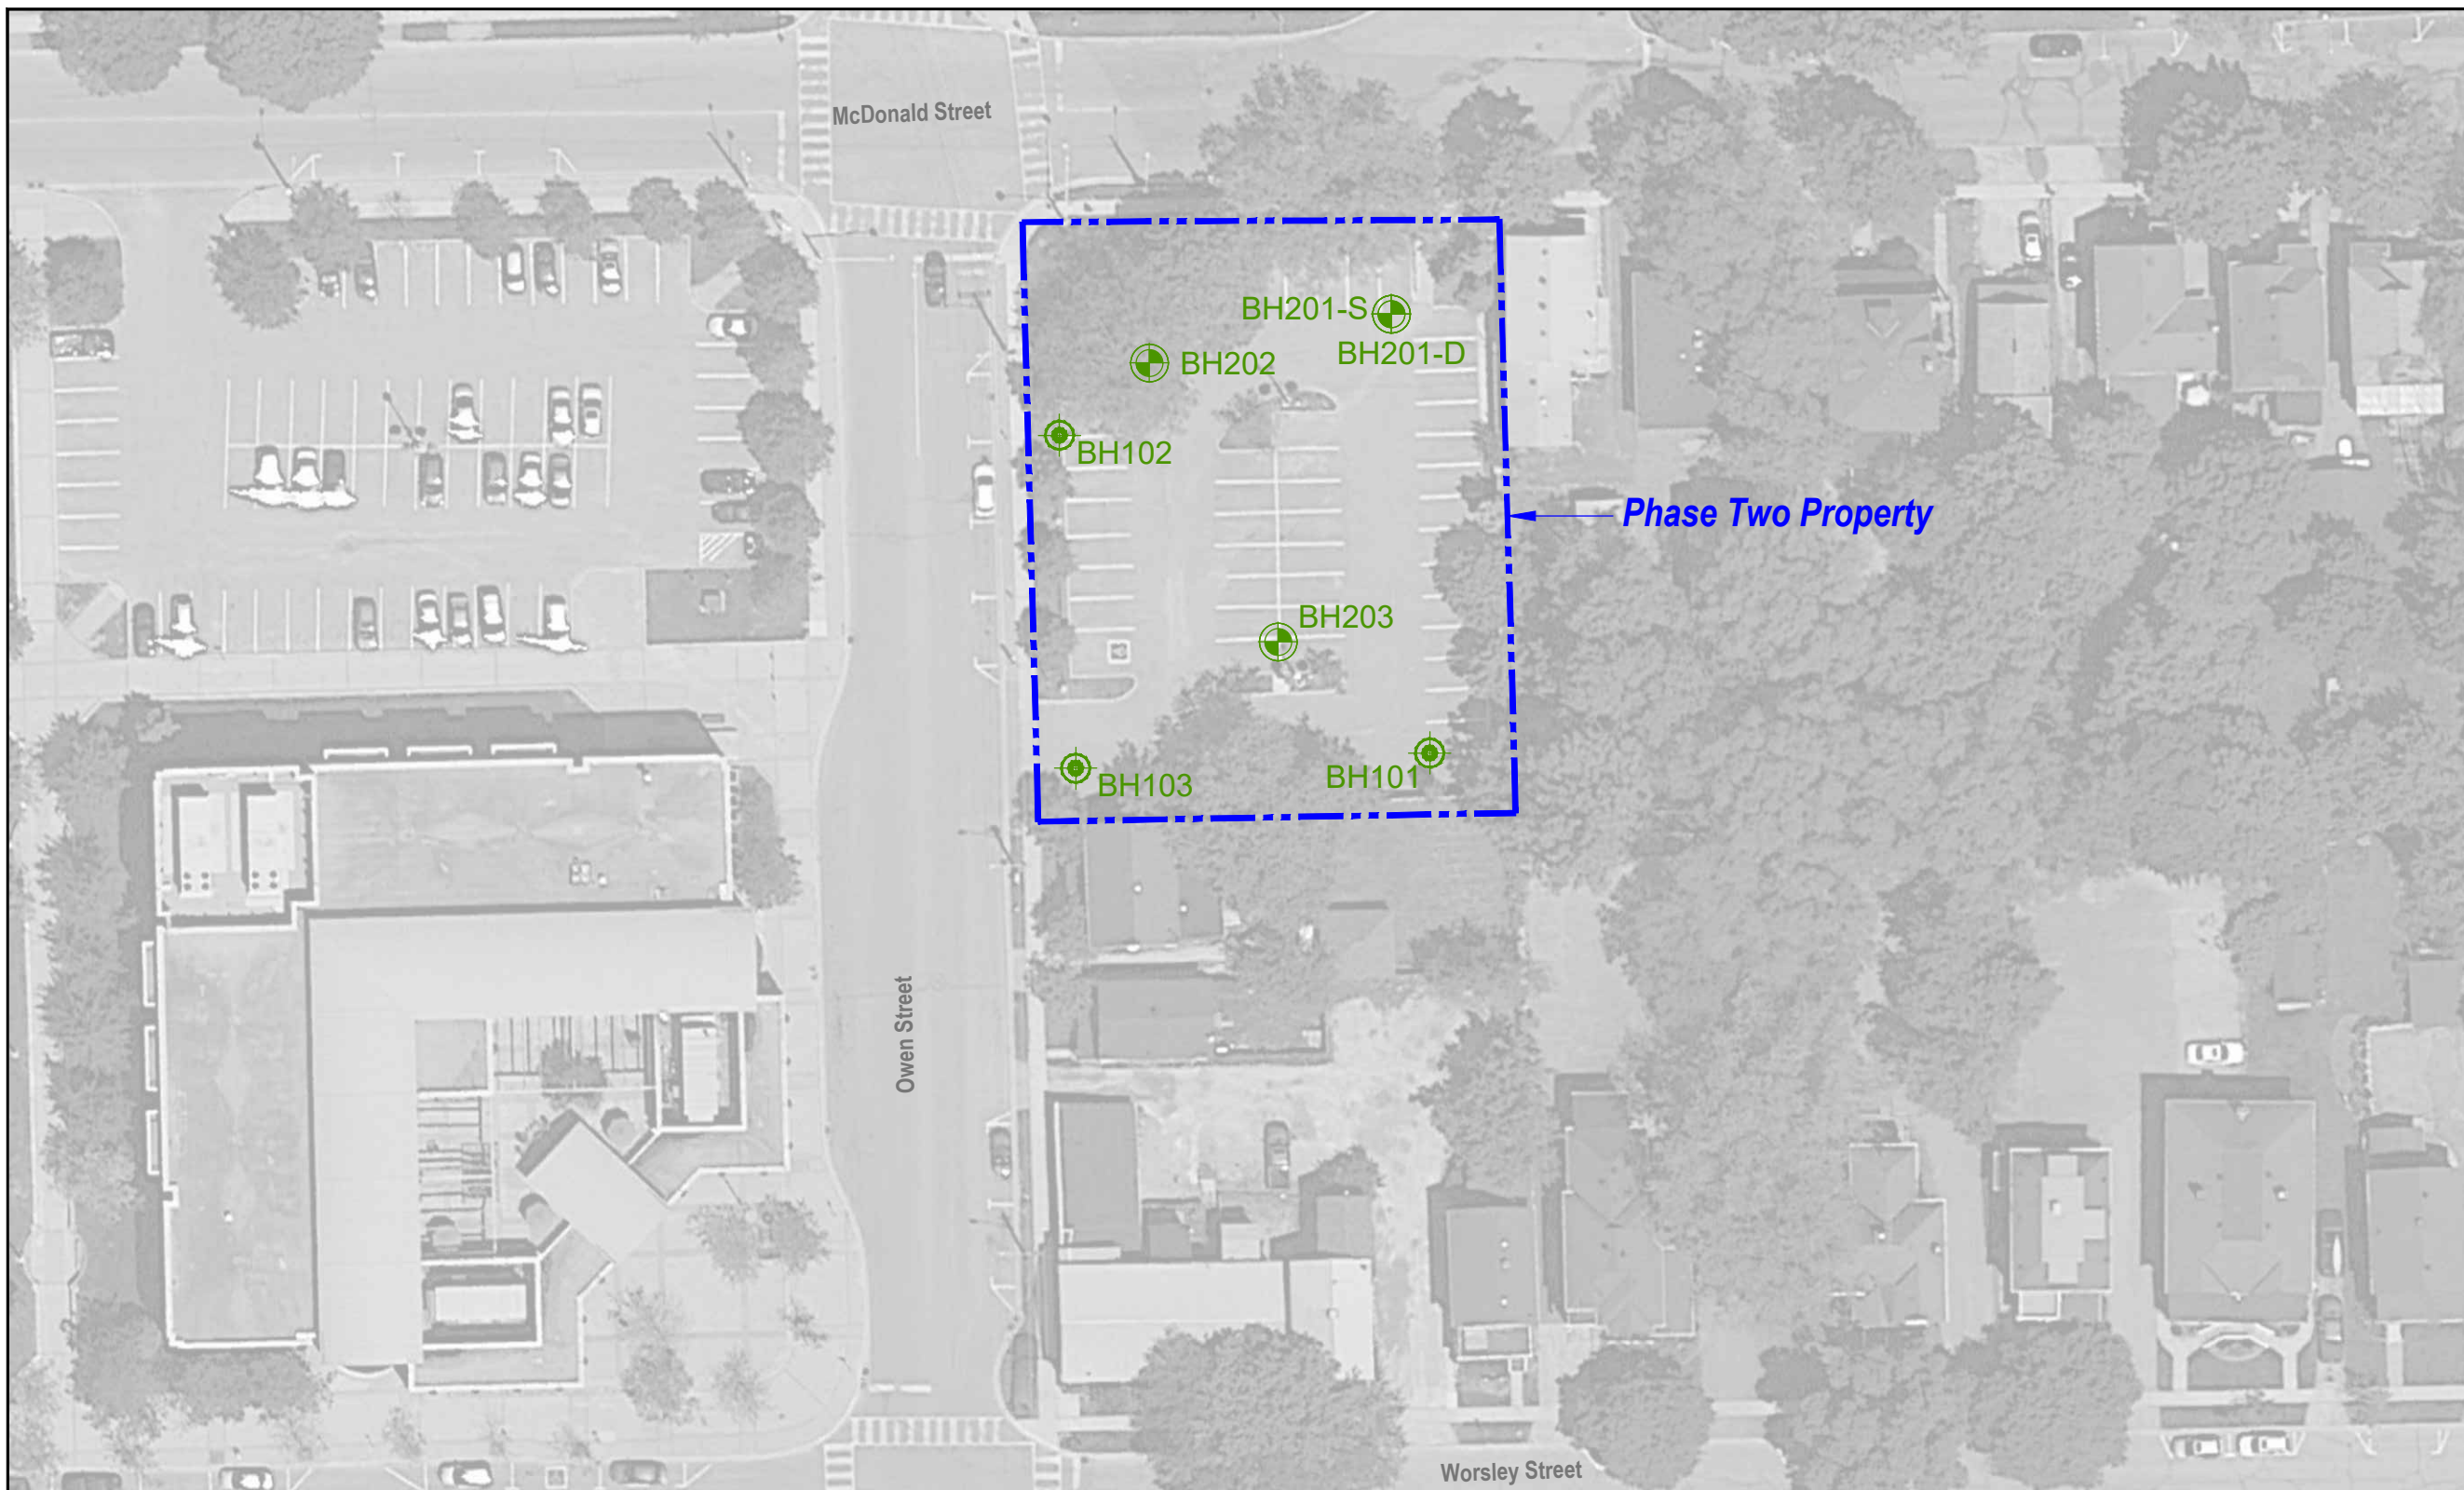 McDonald Street
BH201-S
BH201-D
BH202
BH102
Phase Two Property
BH203
BH101
BH103
Owen Street
Worsley Street